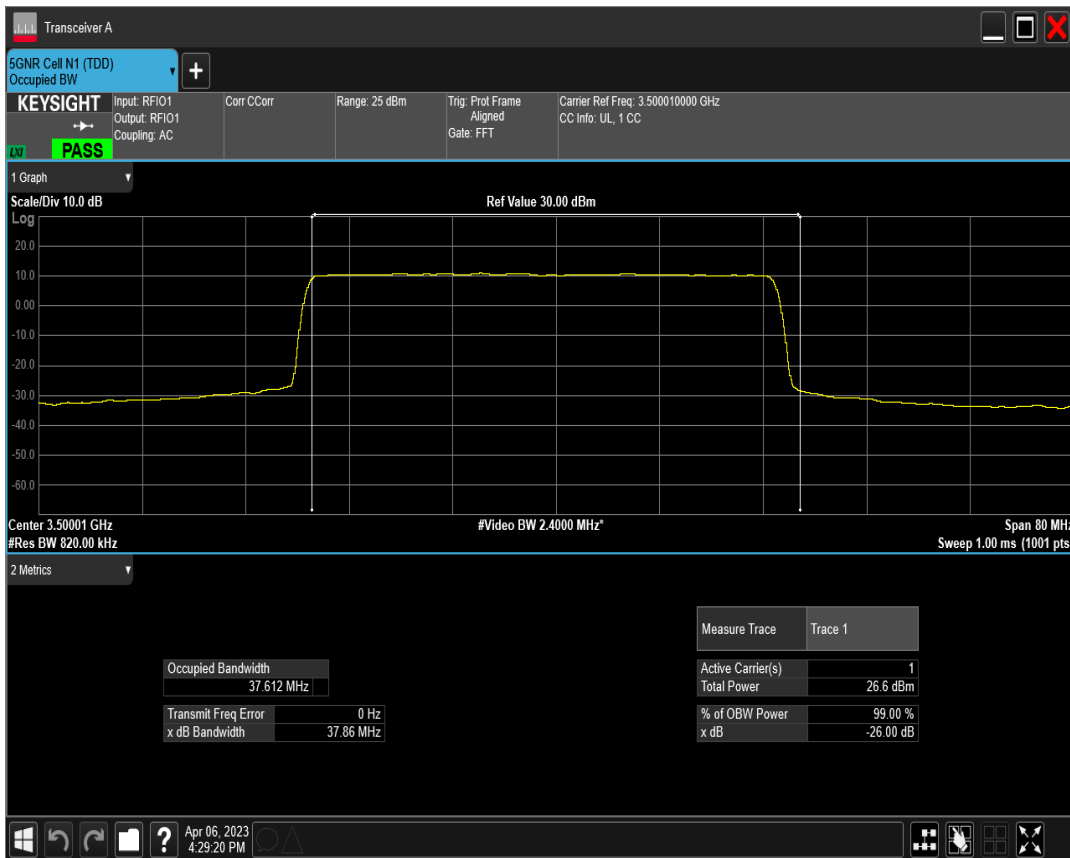 Transceiver A
5GNR Cell N1 (TDD)
Occupied BW
KEYSIGHT
LXI
PASS
Input: RFIO1
Output: RFIO1
Coupling: AC
Corr CCorr
Range: 25 dBm
Trig: Prot Frame
Aligned
Gate: FFT
Carrier Ref Freq: 3.500010000 GHz
CC Info: UL, 1 CC
1 Graph
Scale/Div 10.0 dB
Ref Value 30.00 dBm
Log
20.0
10.0
0.00
-10.0
-20.0
-30.0
-40.0
-50.0
-60.0
Center 3.50001 GHz
#Video BW 2.4000 MHz*
Span 80 MHz
#Res BW 820.00 kHz
Sweep 1.00 ms (1001 pts
2 Metrics
Measure Trace Trace 1
Occupied Bandwidth
37.612 MHz
Active Carrier(s) 1
Total Power 26.6 dBm
Transmit Freq Error 0 Hz
x dB Bandwidth 37.86 MHz
% of OBW Power 99.00 %
x dB -26.00 dB
?
Apr 06, 2023
4:29:20 PM